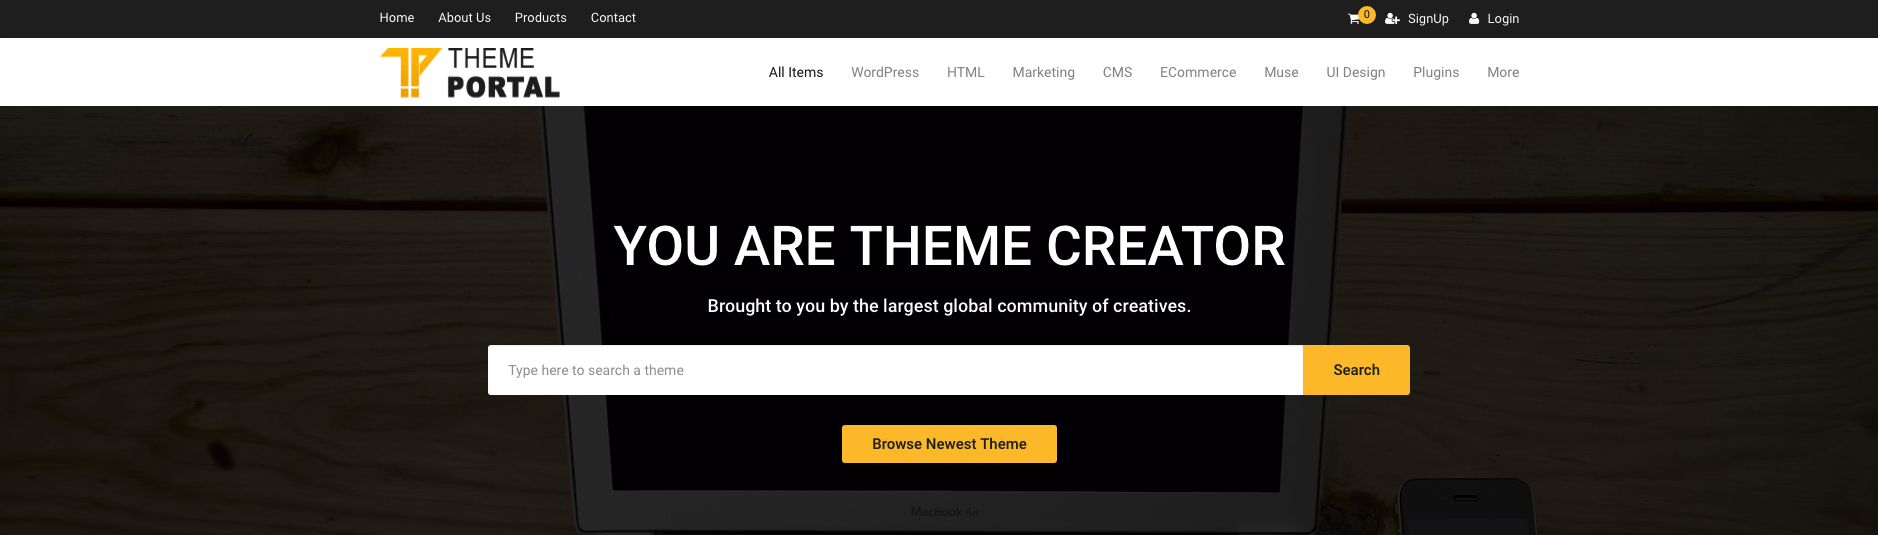 Home About Us Products Contact
0 SignUp Login
THEME
PORTAL
All Items WordPress HTML Marketing CMS ECommerce Muse UI Design Plugins More
YOU ARE THEME CREATOR
Brought to you by the largest global community of creatives.
Type here to search a theme
Search
Browse Newest Theme
MacBook Air